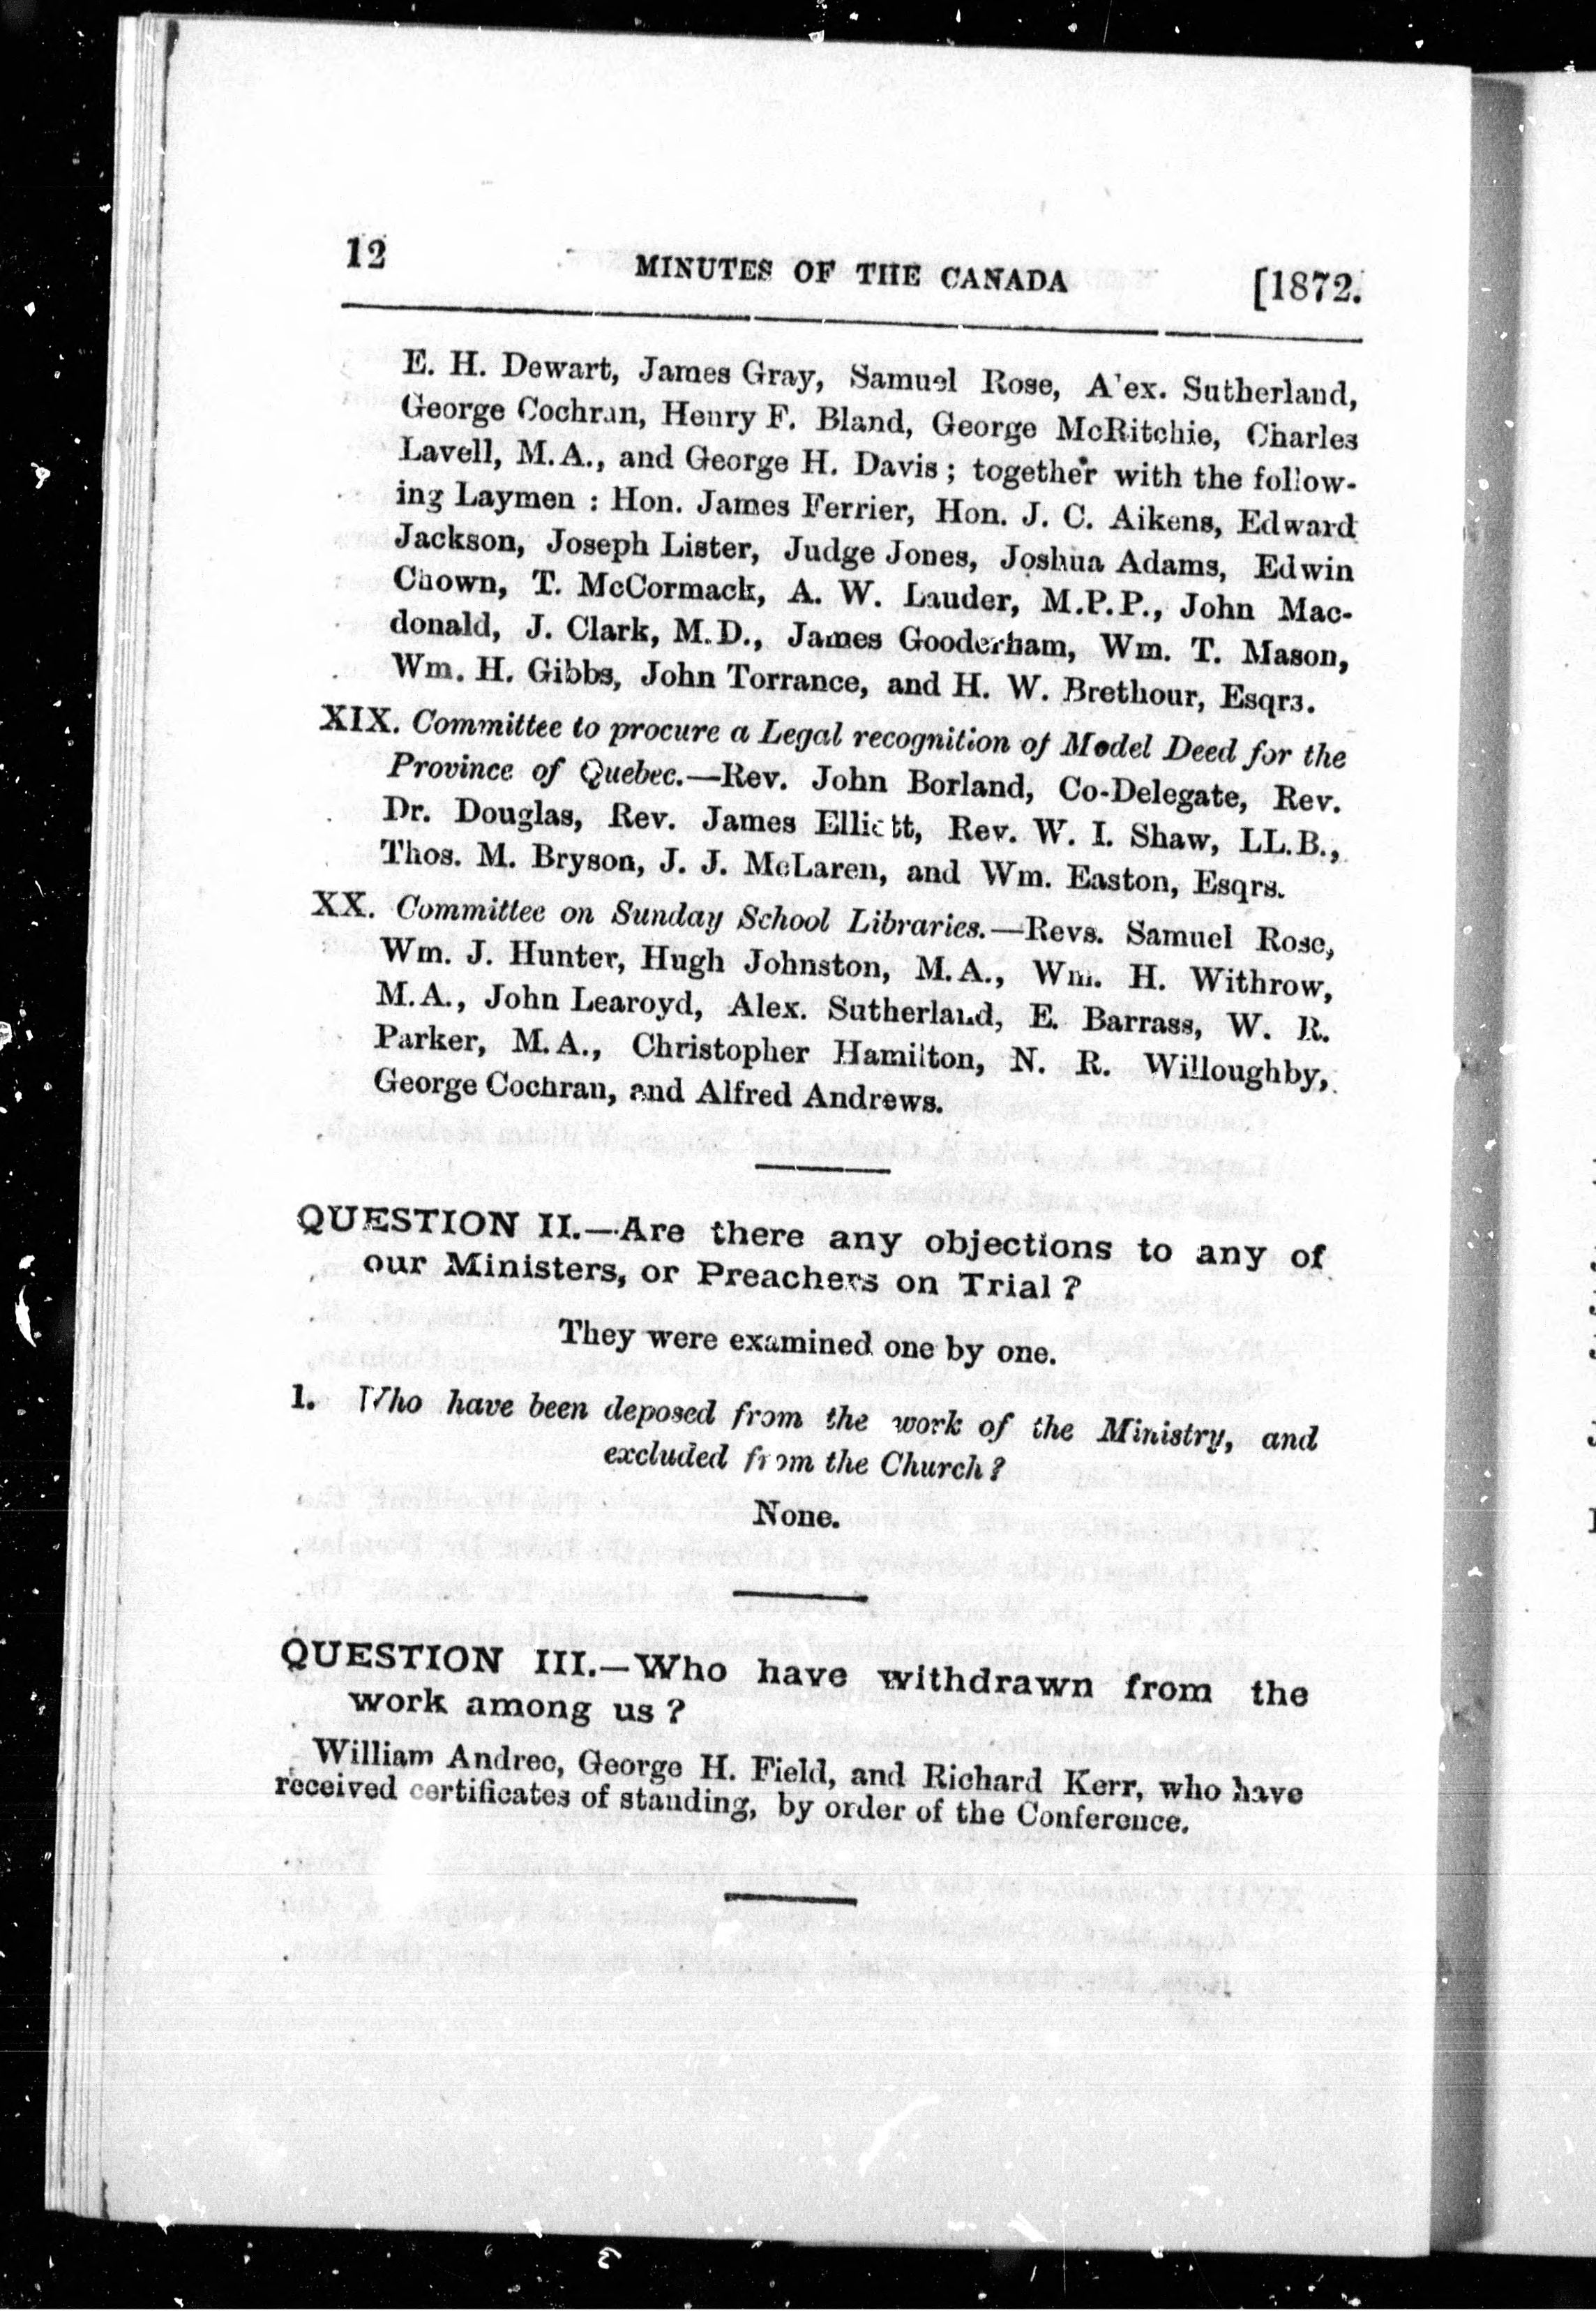 12 MINUTES OF THE CANADA [1872.
E. H. Dewart, James Gray, Samuel Rose, Alex. Sutherland,
George Cochran, Henry F. Bland, George McRitchie, Charles
Lavell, M.A., and George H. Davis; together with the follow-
ing Laymen: Hon. James Ferrier, Hon. J. C. Aikens, Edward
Jackson, Joseph Lister, Judge Jones, Joshua Adams, Edwin
Chown, T. McCormack, A. W. Lauder, M.P.P., John Mac-
donald, J. Clark, M.D., James Gooderham, Wm. T. Mason,
Wm. H. Gibbs, John Torrance, and H. W. Brethour, Esqrs.
XIX. Committee to procure a Legal recognition of Model Deed for the
Province of Quebec.—Rev. John Borland, Co-Delegate, Rev.
Dr. Douglas, Rev. James Elliott, Rev. W. I. Shaw, LL.B.,
Thos. M. Bryson, J. J. McLaren, and Wm. Easton, Esqrs.
XX. Committee on Sunday School Libraries.—Revs. Samuel Rose,
Wm. J. Hunter, Hugh Johnston, M.A., Wm. H. Withrow,
M.A., John Learoyd, Alex. Sutherland, E. Barrass, W. R.
Parker, M.A., Christopher Hamilton, N. R. Willoughby,
George Cochran, and Alfred Andrews.
QUESTION II.—Are there any objections to any of
our Ministers, or Preachers on Trial?
They were examined one by one.
1. Who have been deposed from the work of the Ministry, and
excluded from the Church?
None.
QUESTION III.—Who have withdrawn from the
work among us?
William Andree, George H. Field, and Richard Kerr, who have
received certificates of standing, by order of the Conference.